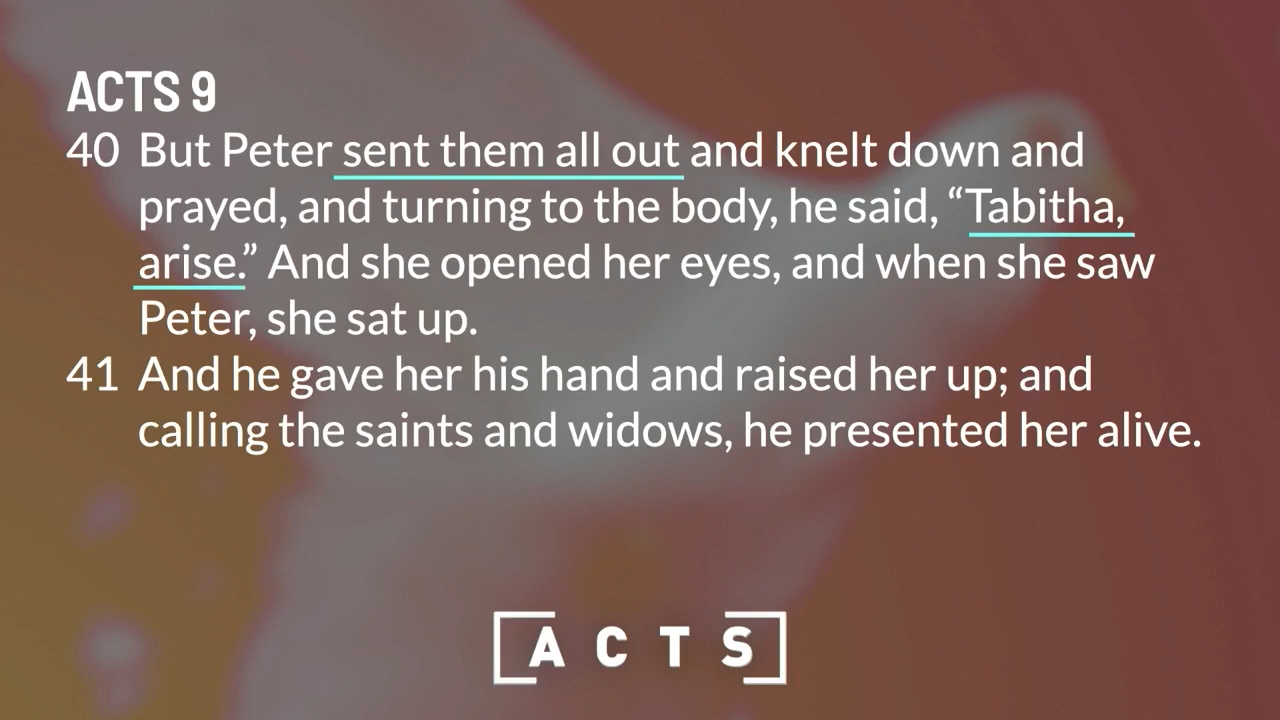 ACTS 9
40 But Peter sent them all out and knelt down and
prayed, and turning to the body, he said, “Tabitha,
arise.” And she opened her eyes, and when she saw
Peter, she sat up.
41 And he gave her his hand and raised her up; and
calling the saints and widows, he presented her alive.
[ACTS]